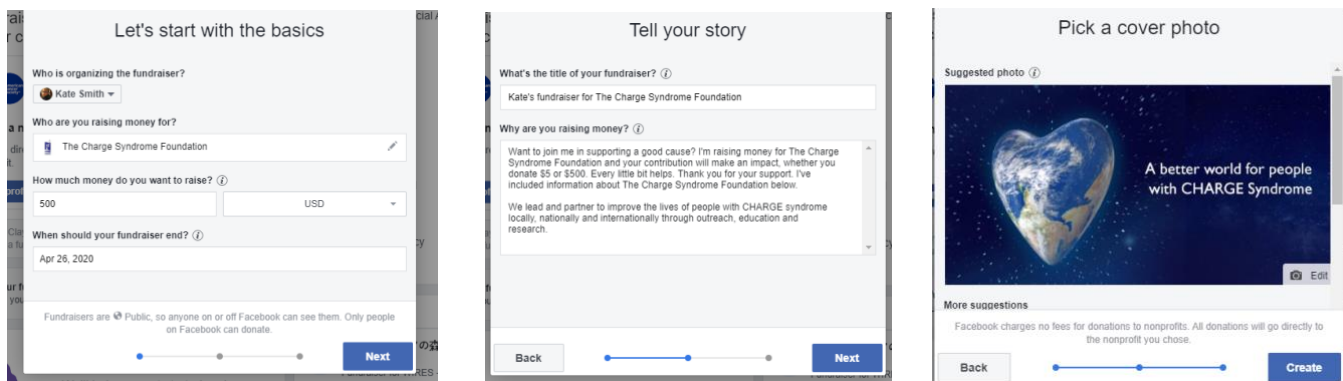 Let's start with the basics
Who is organizing the fundraiser?
Kate Smith
Who are you raising money for?
The Charge Syndrome Foundation
How much money do you want to raise?
500
USD
When should your fundraiser end?
Apr 26, 2020
Fundraisers are Public, so anyone on or off Facebook can see them. Only people
on Facebook can donate.
Next
Tell your story
What's the title of your fundraiser?
Kate's fundraiser for The Charge Syndrome Foundation
Why are you raising money?
Want to join me in supporting a good cause? I'm raising money for The Charge
Syndrome Foundation and your contribution will make an impact, whether you
donate $5 or $500. Every little bit helps. Thank you for your support. I've
included information about The Charge Syndrome Foundation below.
We lead and partner to improve the lives of people with CHARGE syndrome
locally, nationally and internationally through outreach, education and
research.
Back
Next
Pick a cover photo
Suggested photo
A better world for people
with CHARGE Syndrome
Edit
More suggestions
Facebook charges no fees for donations to nonprofits. All donations will go directly to
the nonprofit you chose.
Back
Create